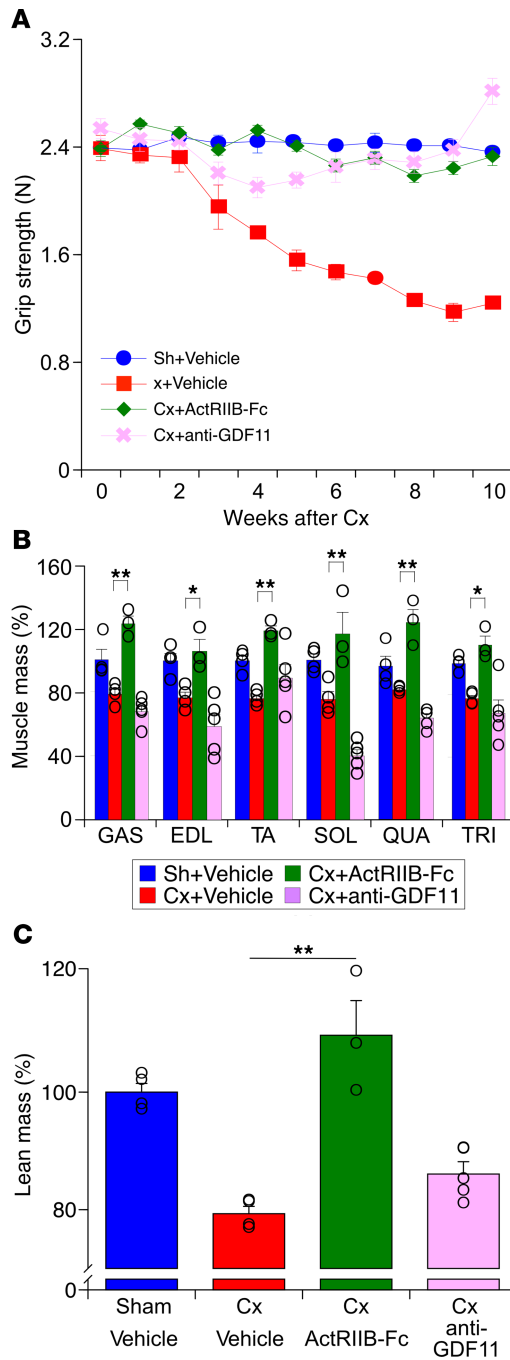 A
3.2
2.4
1.6
0.8
0
Grip strength (N)
Sh+Vehicle
x+Vehicle
Cx+ActRIIB-Fc
Cx+anti-GDF11
0 2 4 6 8 10
Weeks after Cx
B
160
120
80
40
0
Muscle mass (%)
** * ** ** ** *
GAS EDL TA SOL QUA TRI
Sh+Vehicle Cx+ActRIIB-Fc
Cx+Vehicle Cx+anti-GDF11
C
120
100
80
0
Lean mass (%)
**
Sham Cx Cx Cx
Vehicle Vehicle ActRIIB-Fc anti-
GDF11